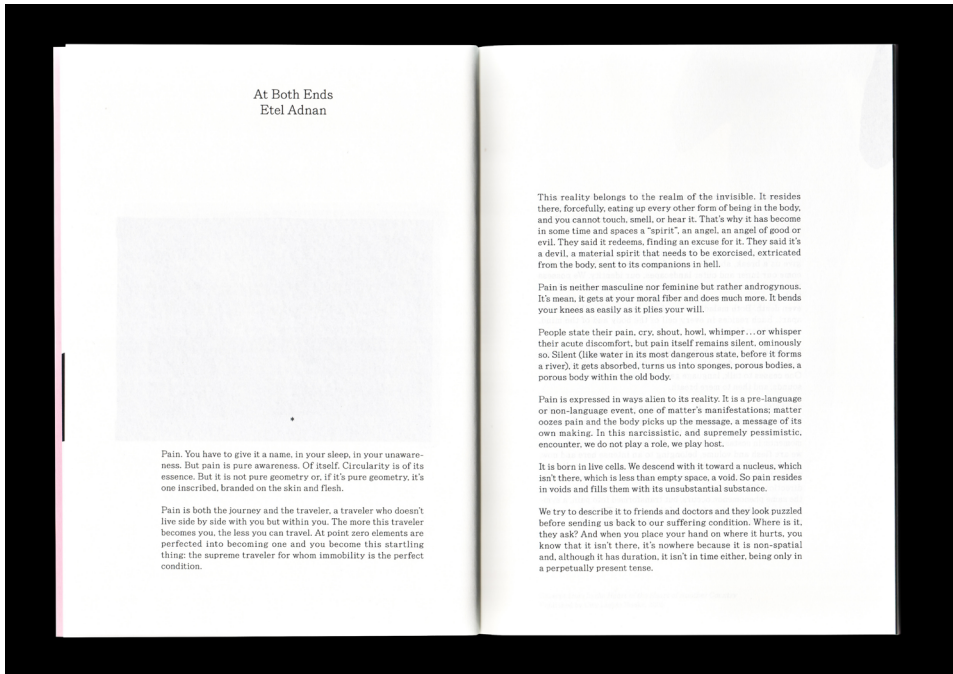 At Both Ends
Etel Adnan
*
Pain. You have to give it a name, in your sleep, in your unaware-
ness. But pain is pure awareness. Of itself. Circularity is of its
essence. But it is not pure geometry or, if it's pure geometry, it's
one inscribed, branded on the skin and flesh.
Pain is both the journey and the traveler, a traveler who doesn't
live side by side with you but within you. The more this traveler
becomes you, the less you can travel. At point zero elements are
perfected into becoming one and you become this startling
thing: the supreme traveler for whom immobility is the perfect
condition.
This reality belongs to the realm of the invisible. It resides
there, forcefully, eating up every other form of being in the body,
and you cannot touch, smell, or hear it. That's why it has become
in some time and spaces a “spirit”, an angel, an angel of good or
evil. They said it redeems, finding an excuse for it. They said it's
a devil, a material spirit that needs to be exorcised, extricated
from the body, sent to its companions in hell.
Pain is neither masculine nor feminine but rather androgynous.
It's mean, it gets at your moral fiber and does much more. It bends
your knees as easily as it plies your will.
People state their pain, cry, shout, howl, whimper...or whisper
their acute discomfort, but pain itself remains silent, ominously
so. Silent (like water in its most dangerous state, before it forms
a river), it gets absorbed, turns us into sponges, porous bodies, a
porous body within the old body.
Pain is expressed in ways alien to its reality. It is a pre-language
or non-language event, one of matter's manifestations; matter
oozes pain and the body picks up the message, a message of its
own making. In this narcissistic, and supremely pessimistic,
encounter, we do not play a role, we play host.
It is born in live cells. We descend with it toward a nucleus, which
isn't there, which is less than empty space, a void. So pain resides
in voids and fills them with its unsubstantial substance.
We try to describe it to friends and doctors and they look puzzled
before sending us back to our suffering condition. Where is it,
they ask? And when you place your hand on where it hurts, you
know that it isn't there, it's nowhere because it is non-spatial
and, although it has duration, it isn't in time either, being only in
a perpetually present tense.